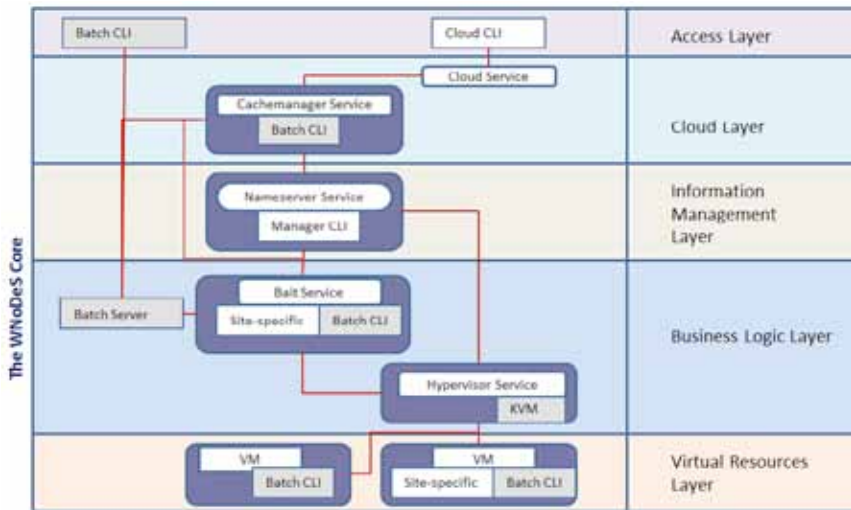 Batch CLI
Cloud CLI
Access Layer
Cloud Service
Cachemanager Service
Batch CLI
Cloud Layer
Nameserver Service
Manager CLI
Information
Management
Layer
The WNoDeS Core
Bait Service
Site-specific
Batch CLI
Batch Server
Business Logic Layer
Hypervisor Service
KVM
VM
Batch CLI
VM
Site-specific
Batch CLI
Virtual Resources
Layer